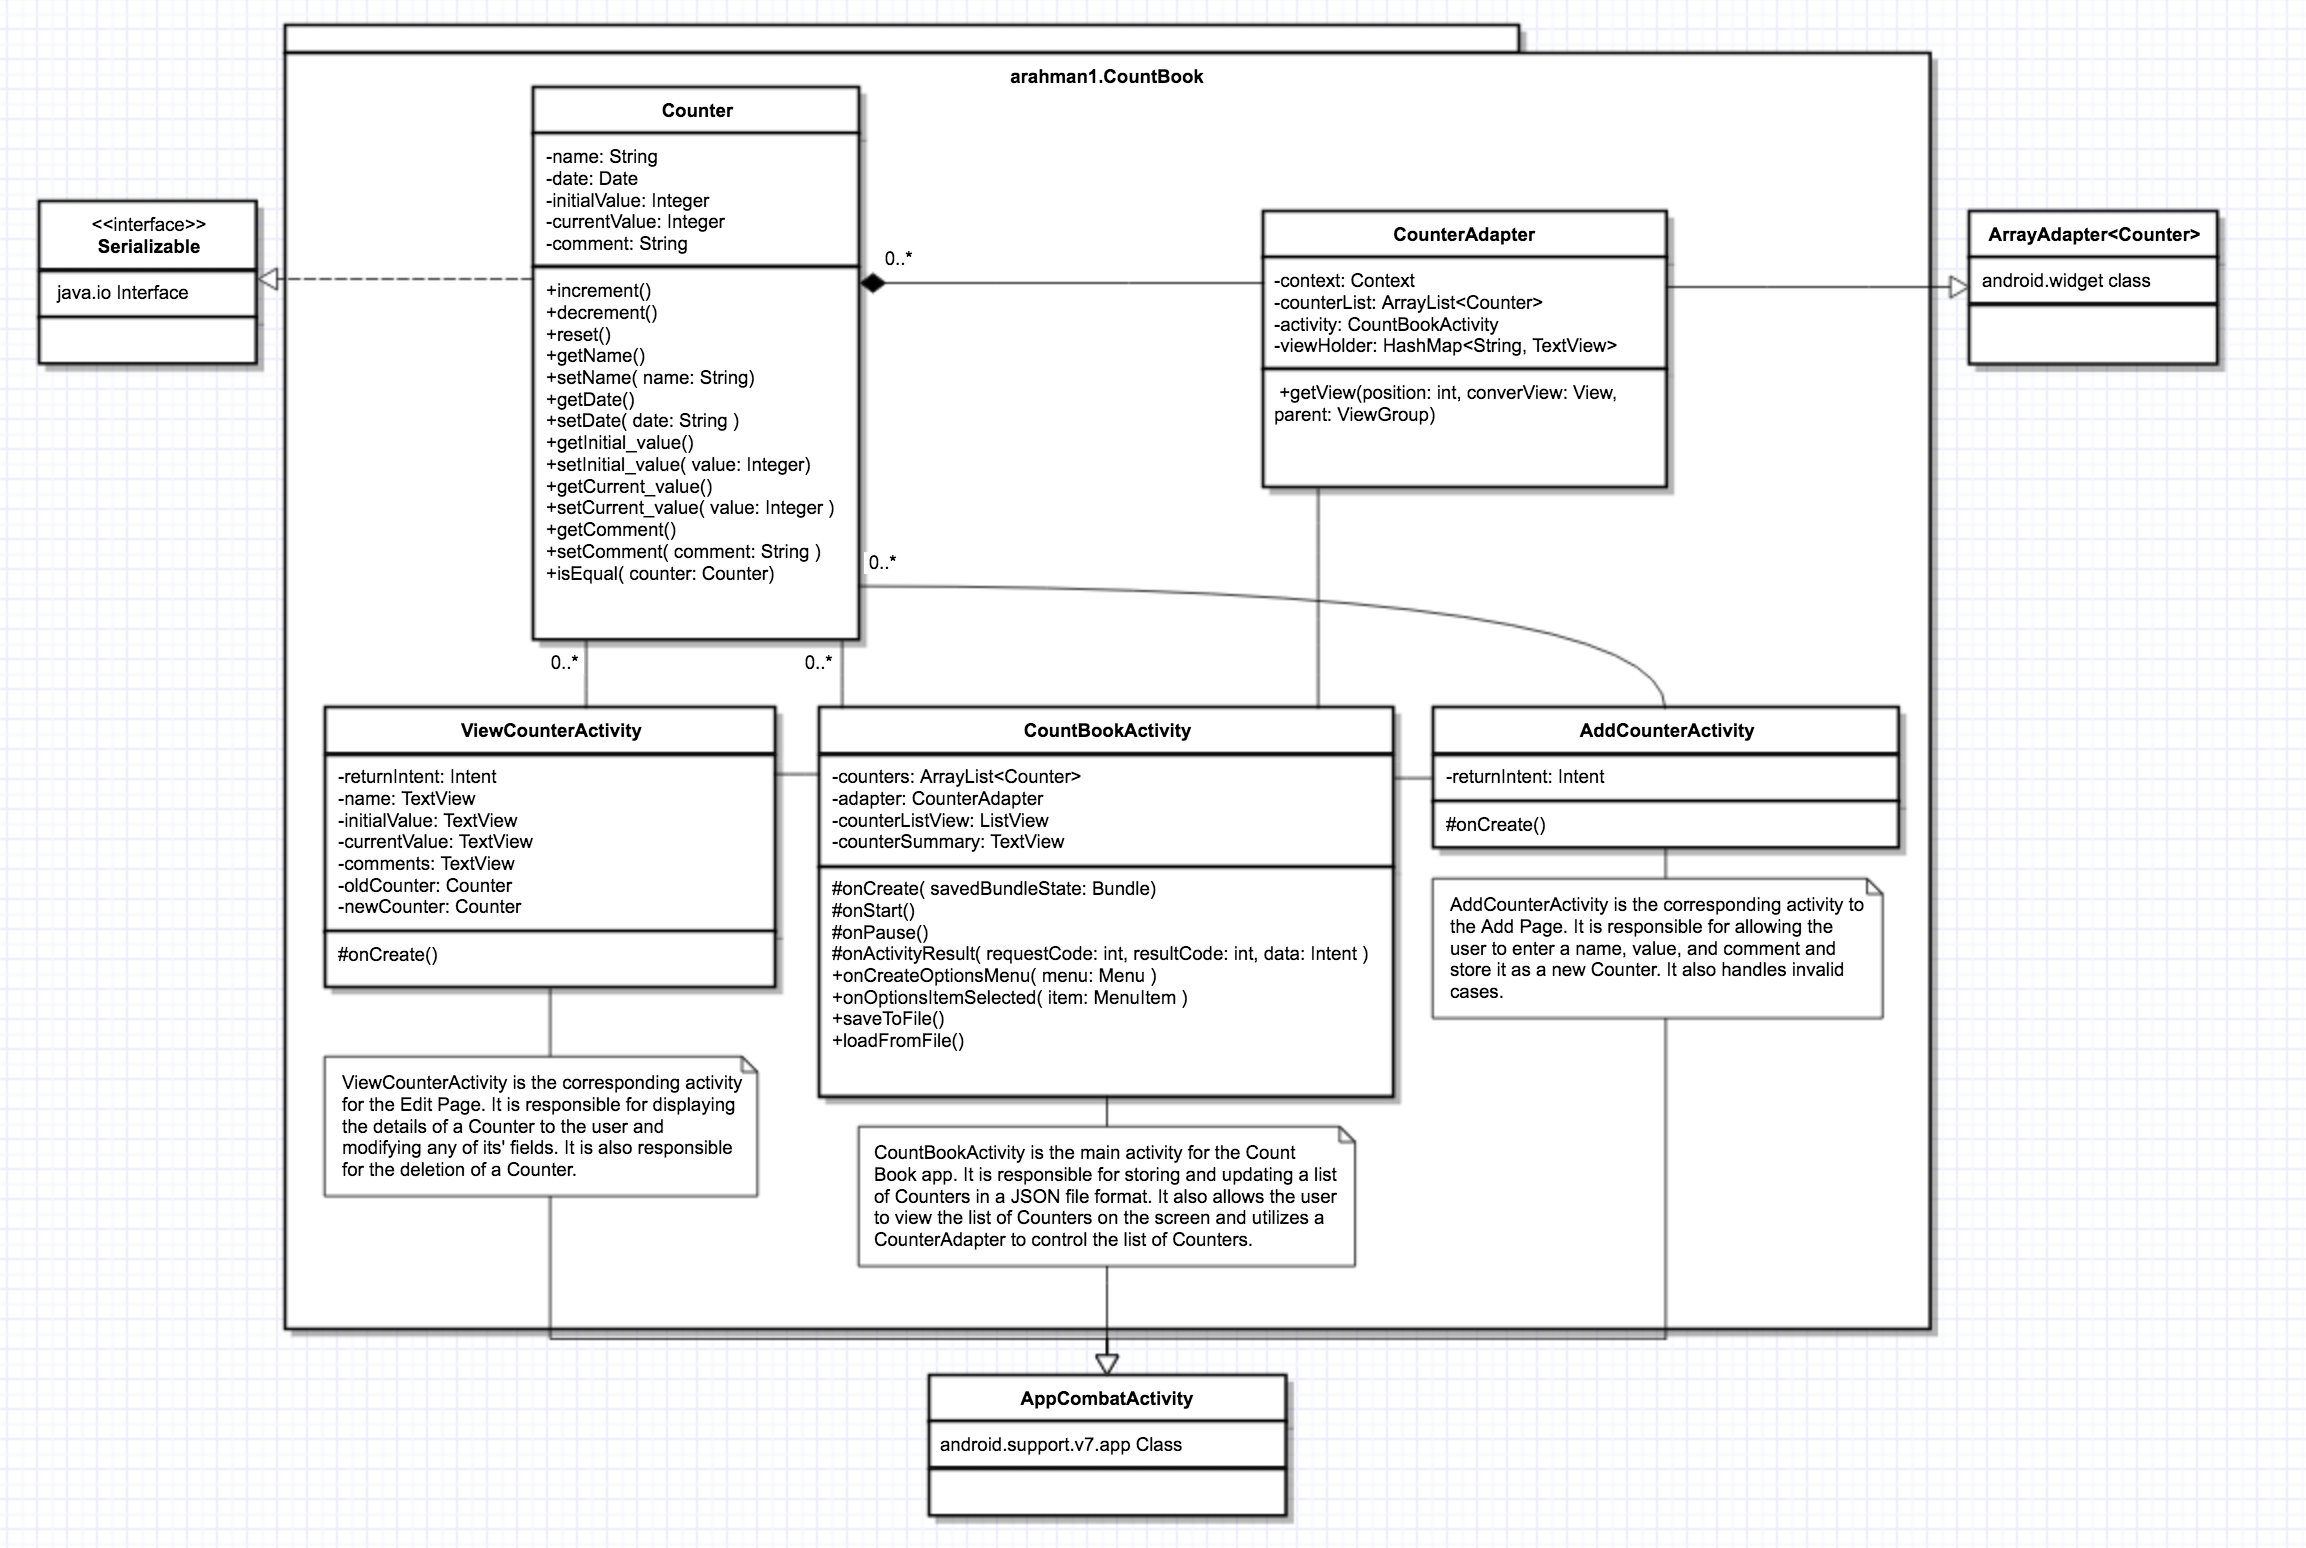 arahman1.CountBook
Counter
-name: String
-date: Date
-initialValue: Integer
-currentValue: Integer
-comment: String
+increment()
+decrement()
+reset()
+getName()
+setName( name: String)
+getDate()
+setDate( date: String )
+getInitial_value()
+setInitial_value( value: Integer)
+getCurrent_value()
+setCurrent_value( value: Integer )
+getComment()
+setComment( comment: String )
+isEqual( counter: Counter)
<<interface>>
Serializable
java.io Interface
0..*
CounterAdapter
-context: Context
-counterList: ArrayList<Counter>
-activity: CountBookActivity
-viewHolder: HashMap<String, TextView>
+getView(position: int, converView: View,
parent: ViewGroup)
ArrayAdapter<Counter>
android.widget class
0..*
0..*
0..*
ViewCounterActivity
-returnIntent: Intent
-name: TextView
-initialValue: TextView
-currentValue: TextView
-comments: TextView
-oldCounter: Counter
-newCounter: Counter
#onCreate()
CountBookActivity
-counters: ArrayList<Counter>
-adapter: CounterAdapter
-counterListView: ListView
-counterSummary: TextView
#onCreate( savedBundleState: Bundle)
#onStart()
#onPause()
#onActivityResult( requestCode: int, resultCode: int, data: Intent )
+onCreateOptionsMenu( menu: Menu )
+onOptionsItemSelected( item: MenuItem )
+saveToFile()
+loadFromFile()
AddCounterActivity
-returnIntent: Intent
#onCreate()
AddCounterActivity is the corresponding activity to
the Add Page. It is responsible for allowing the
user to enter a name, value, and comment and
store it as a new Counter. It also handles invalid
cases.
ViewCounterActivity is the corresponding activity
for the Edit Page. It is responsible for displaying
the details of a Counter to the user and
modifying any of its' fields. It is also responsible
for the deletion of a Counter.
CountBookActivity is the main activity for the Count
Book app. It is responsible for storing and updating a list
of Counters in a JSON file format. It also allows the user
to view the list of Counters on the screen and utilizes a
CounterAdapter to control the list of Counters.
AppCombatActivity
android.support.v7.app Class